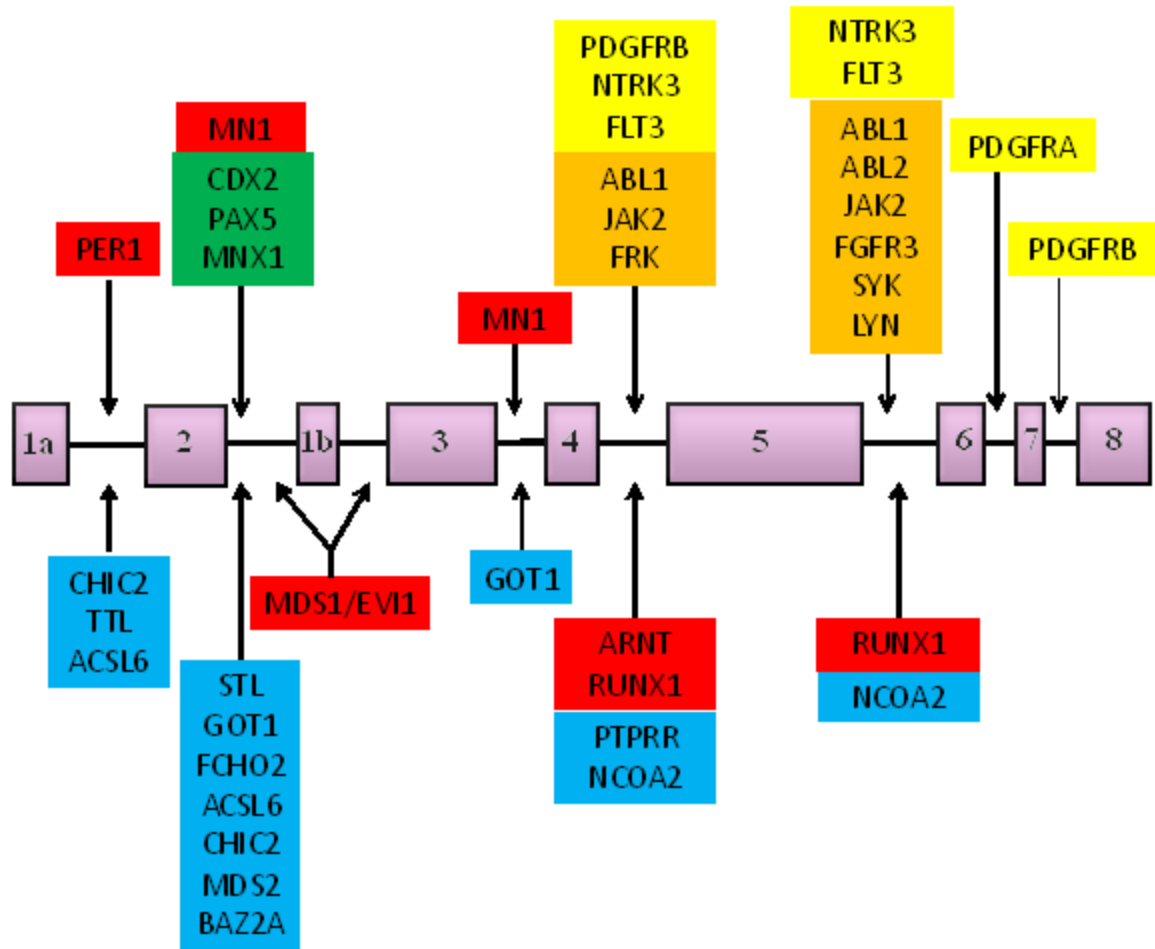 NTRK3
FLT3
PDGFRB
NTRK3
FLT3
MN1
ABL1
ABL2
JAK2
FGFR3
SYK
LYN
PDGFRA
CDX2
PAX5
MNX1
ABL1
JAK2
FRK
PER1
PDGFRB
MN1
1a
2
1b
3
4
5
6
7
8
CHIC2
TTL
ACSL6
MDS1/EVI1
GOT1
STL
GOT1
FCHO2
ACSL6
CHIC2
MDS2
BAZ2A
ARNT
RUNX1
PTPRR
NCOA2
RUNX1
NCOA2